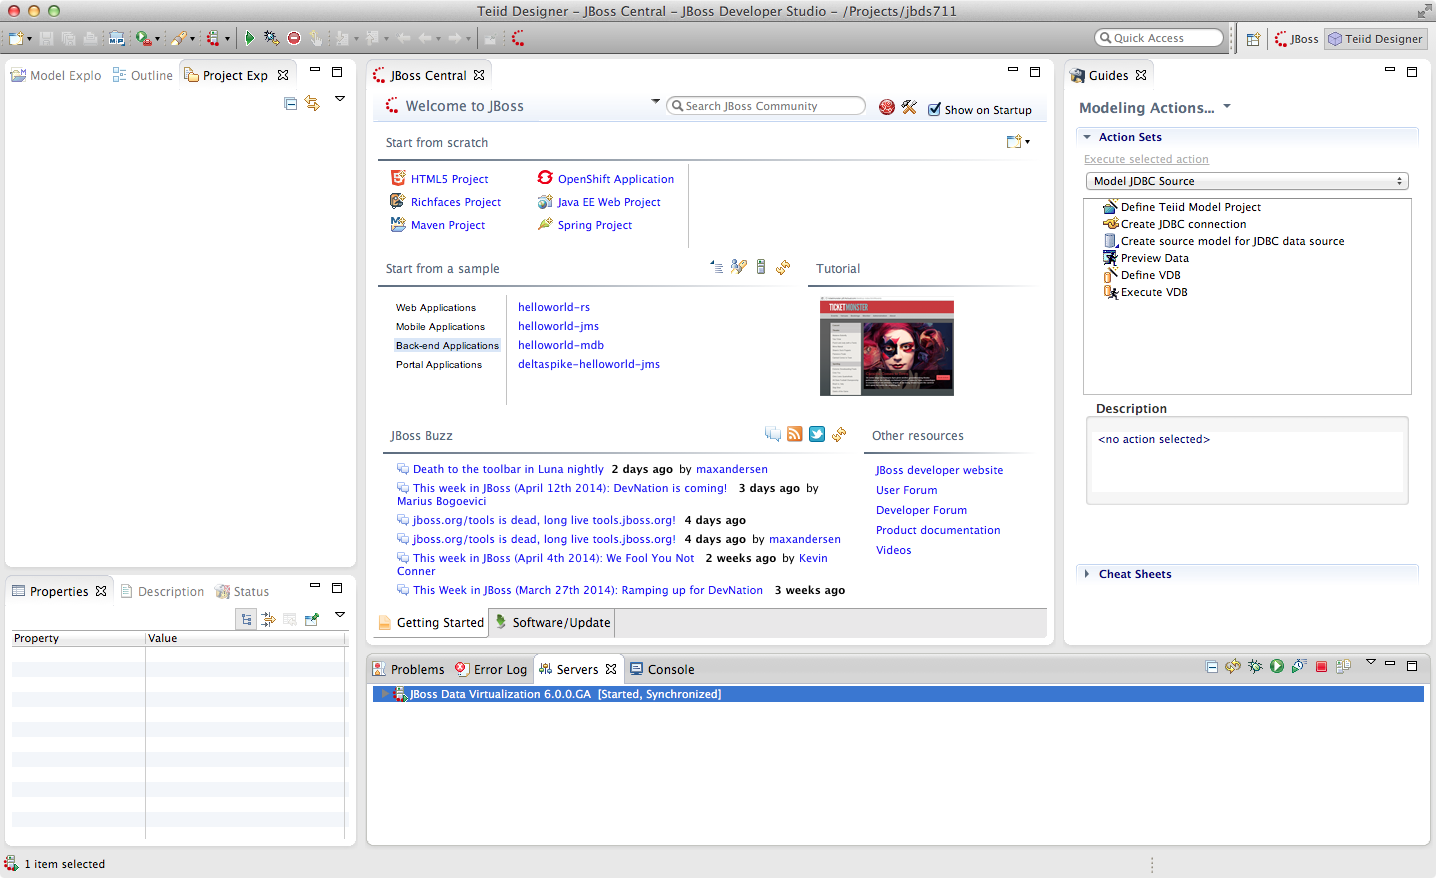 Teiid Designer – JBoss Central – JBoss Developer Studio – /Projects/jbds711
Quick Access
JBoss
Teiid Designer
Model Explo
Outline
Project Exp
JBoss Central
Welcome to JBoss
Search JBoss Community
Show on Startup
Start from scratch
HTML5 Project
OpenShift Application
Richfaces Project
Java EE Web Project
Maven Project
Spring Project
Start from a sample
Tutorial
Web Applications
Mobile Applications
Back-end Applications
Portal Applications
helloworld-rs
helloworld-jms
helloworld-mdb
deltaspike-helloworld-jms
TICKETMONSTER
JBoss Buzz
Death to the toolbar in Luna nightly 2 days ago by maxandersen
This week in JBoss (April 12th 2014): DevNation is coming! 3 days ago by
Marius Bogoevici
jboss.org/tools is dead, long live tools.jboss.org! 4 days ago
jboss.org/tools is dead, long live tools.jboss.org! 4 days ago by maxandersen
This week in JBoss (April 4th 2014): We Fool You Not 2 weeks ago by Kevin
Conner
This Week in JBoss (March 27th 2014): Ramping up for DevNation 3 weeks ago
Other resources
JBoss developer website
User Forum
Developer Forum
Product documentation
Videos
Getting Started
Software/Update
Guides
Modeling Actions...
Action Sets
Execute selected action
Model JDBC Source
Define Teiid Model Project
Create JDBC connection
Create source model for JDBC data source
Preview Data
Define VDB
Execute VDB
Description
<no action selected>
Cheat Sheets
Properties
Description
Status
Property
Value
Problems
Error Log
Servers
Console
JBoss Data Virtualization 6.0.0.GA [Started, Synchronized]
1 item selected